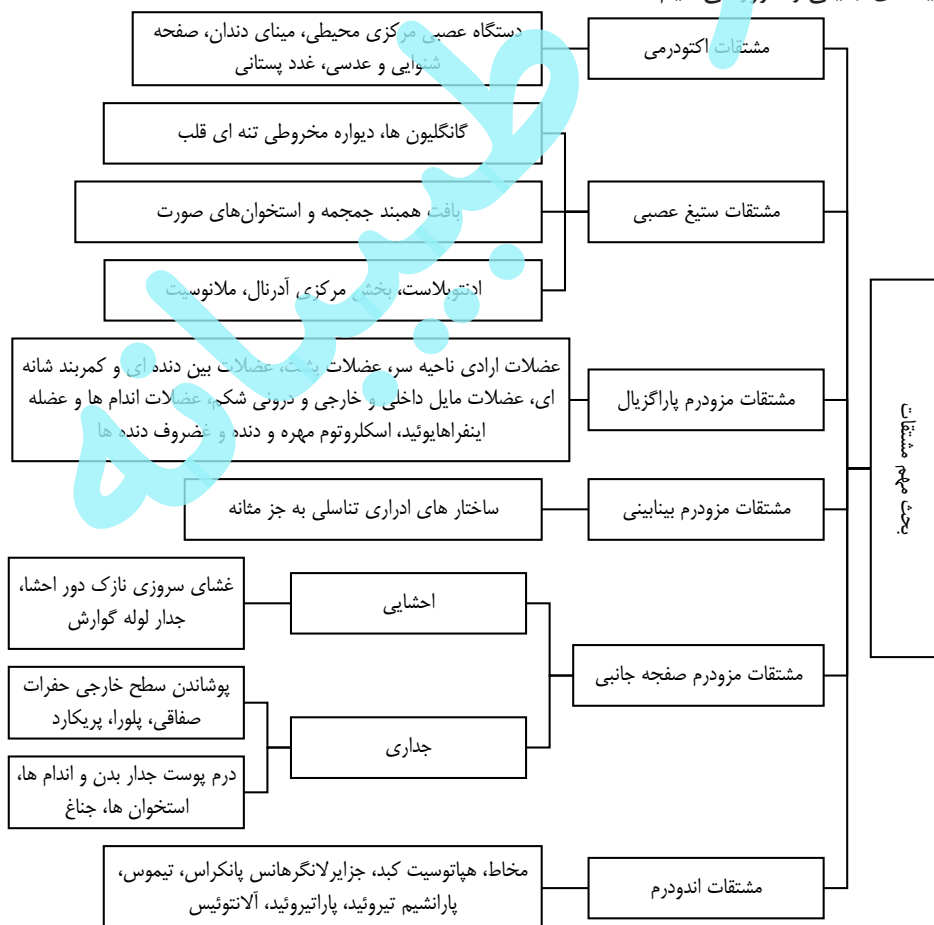 بحث مهم مشتقات
مشتقات اکتودرمی
دستگاه عصبی مرکزی محیطی، مینای دندان، صفحه
شنوایی و عدسی، غدد پستانی
مشتقات ستیغ عصبی
گانگلیون ها، دیواره مخروطی تنه ای قلب
بافت همبند جمجمه و استخوان‌های صورت
ادنتوبلاست، بخش مرکزی آدرنال، ملانوسیت
مشتقات مزودرم پاراگزیال
عضلات ارادی ناحیه سر، عضلات پشت، عضلات بین دنده ای و کمربند شانه
ای، عضلات مایل داخلی و خارجی و درونی شکم، عضلات اندام ها و عضله
اینفراهایوئید، اسکلروتوم مهره و دنده و غضروف دنده ها
مشتقات مزودرم بینابینی
ساختار های ادراری تناسلی به جز مثانه
مشتقات مزودرم صفجه جانبی
احشایی
غشای سروزی نازک دور احشا،
جدار لوله گوارش
جداری
پوشاندن سطح خارجی حفرات
صفاقی، پلورا، پریکارد
درم پوست جدار بدن و اندام ها،
استخوان ها، جناغ
مشتقات اندودرم
مخاط، هپاتوسیت کبد، جزایرلانگرهانس پانکراس، تیموس،
پارانشیم تیروئید، پاراتیروئید، آلانتوئیس
طبیبانه